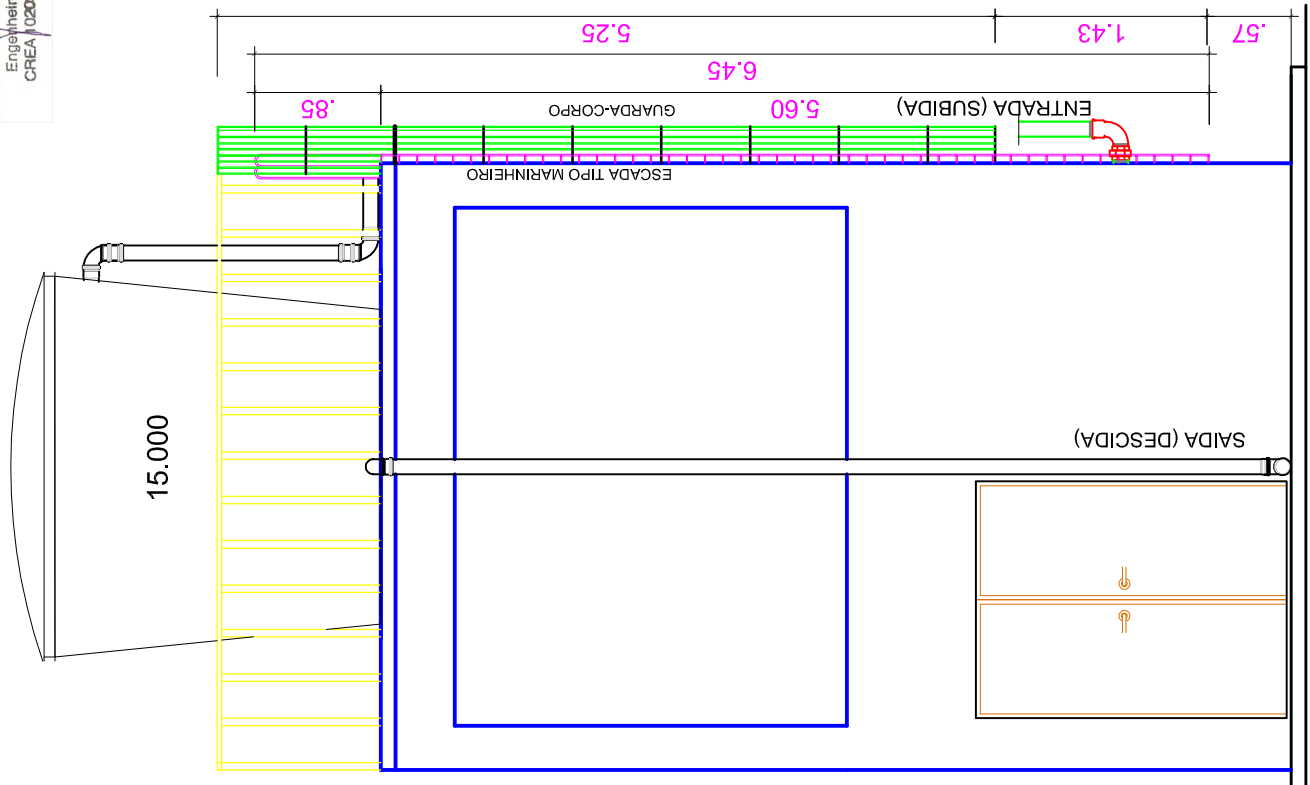 Engenheir
CREA 1020
5.25
1.43
.57
6.45
.85
5.60
GUARDA-CORPO
ENTRADA (SUBIDA)
ESCADA TIPO MARINHEIRO
15.000
SAIDA (DESCIDA)